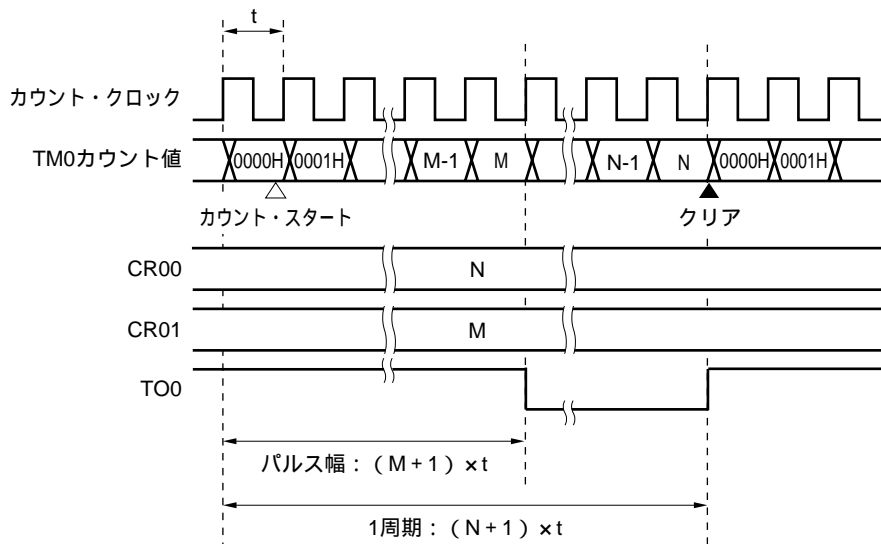 t
カウント・クロック
TM0カウント値 0000H 0001H M-1 M N-1 N 0000H 0001H
カウント・スタート クリア
CR00 N
CR01 M
TO0
パルス幅：（M＋1）×t
1周期：（N＋1）×t